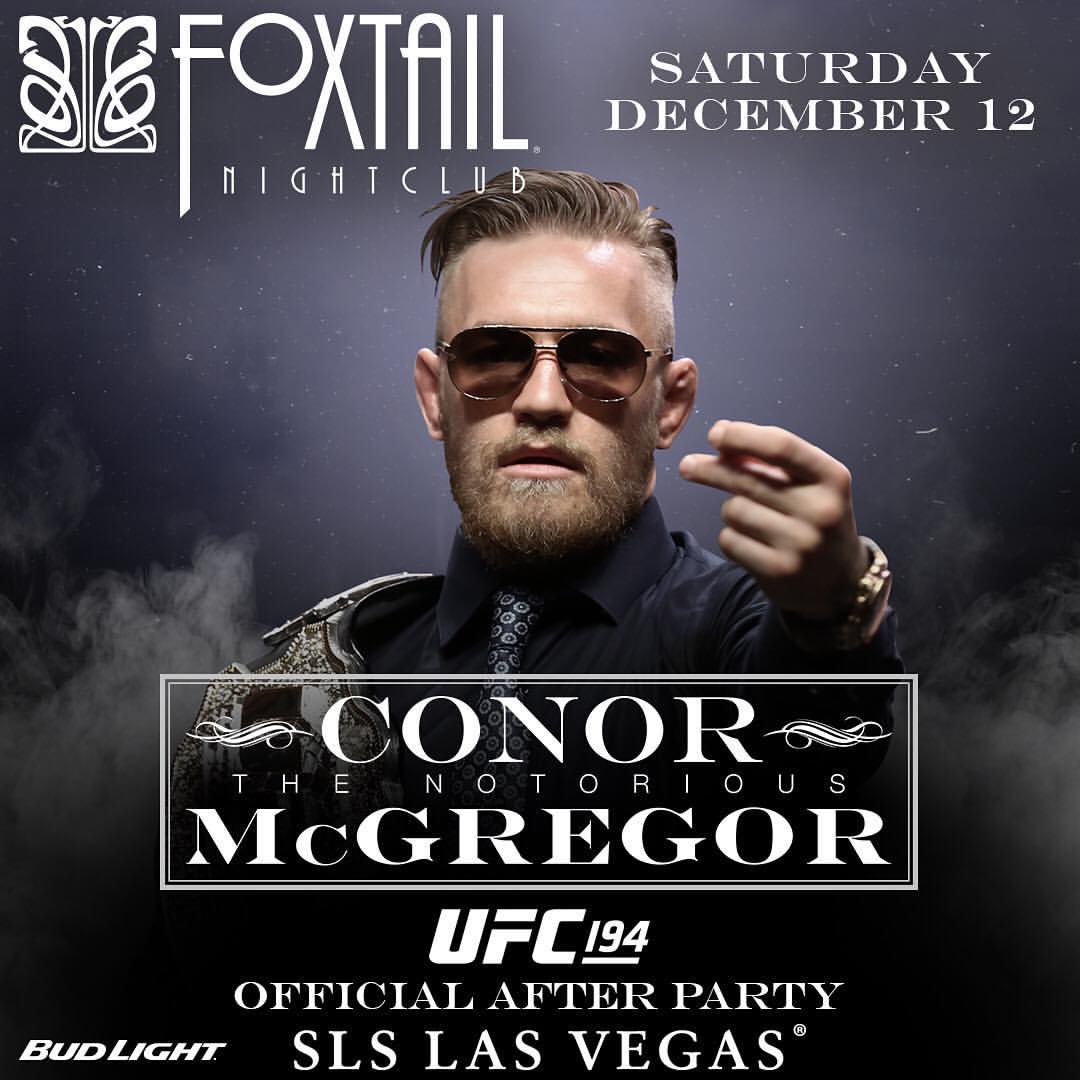 FOXTAIL®
NIGHTCLUB
SATURDAY
DECEMBER 12
CONOR
THE NOTORIOUS
McGREGOR
UFC 194
OFFICIAL AFTER PARTY
SLS LAS VEGAS®
BUD LIGHT